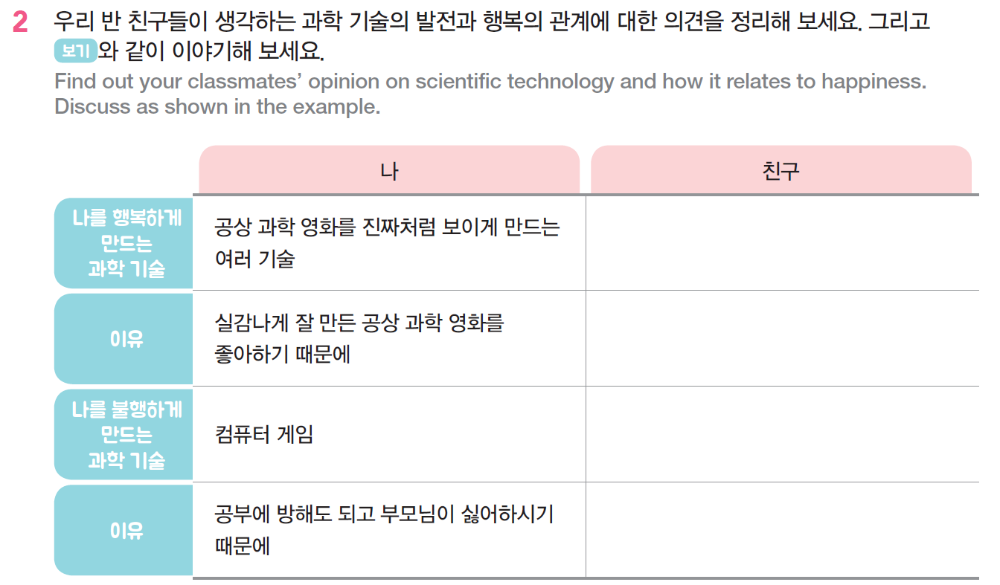 2 우리 반 친구들이 생각하는 과학 기술의 발전과 행복의 관계에 대한 의견을 정리해 보세요. 그리고
보기 와 같이 이야기해 보세요.
Find out your classmates' opinion on scientific technology and how it relates to happiness.
Discuss as shown in the example.
나
친구
나를 행복하게
만드는
과학 기술
공상 과학 영화를 진짜처럼 보이게 만드는
여러 기술
이유
실감나게 잘 만든 공상 과학 영화를
좋아하기 때문에
나를 불행하게
만드는
과학 기술
컴퓨터 게임
이유
공부에 방해도 되고 부모님이 싫어하시기
때문에